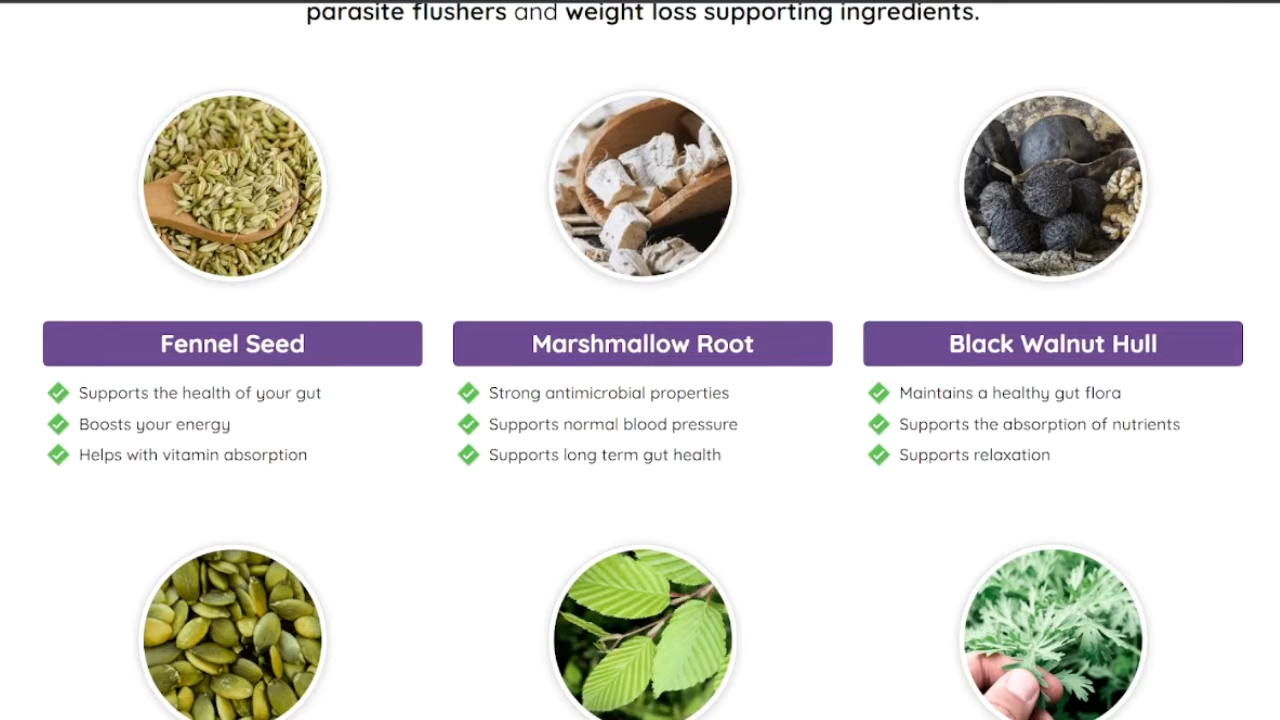 parasite flushers and weight loss supporting ingredients.
Fennel Seed
Supports the health of your gut
Boosts your energy
Helps with vitamin absorption
Marshmallow Root
Strong antimicrobial properties
Supports normal blood pressure
Supports long term gut health
Black Walnut Hull
Maintains a healthy gut flora
Supports the absorption of nutrients
Supports relaxation